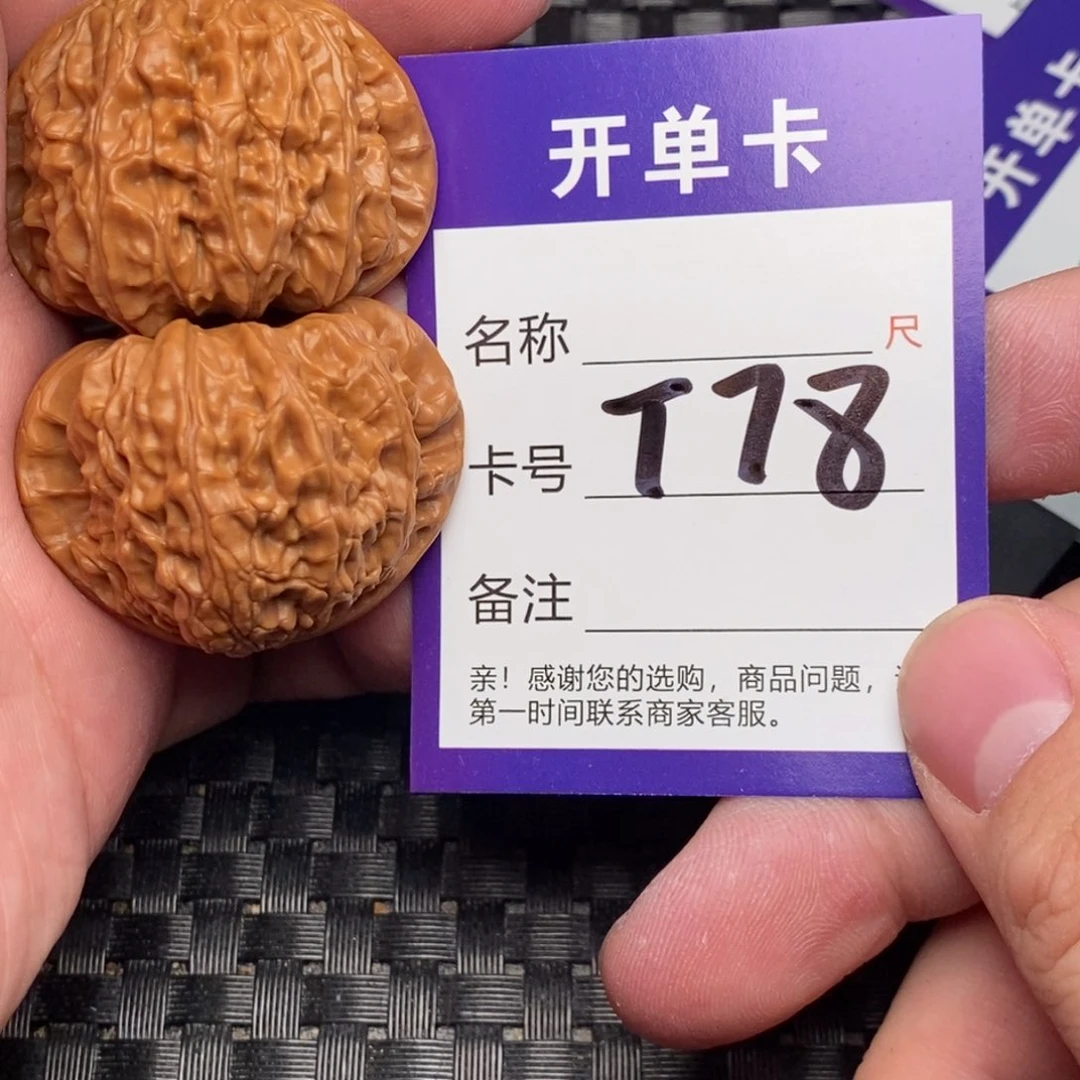 开单卡
名称 尺
卡号 T78
备注
亲！感谢您的选购，商品问题，
第一时间联系商家客服。
开单卡